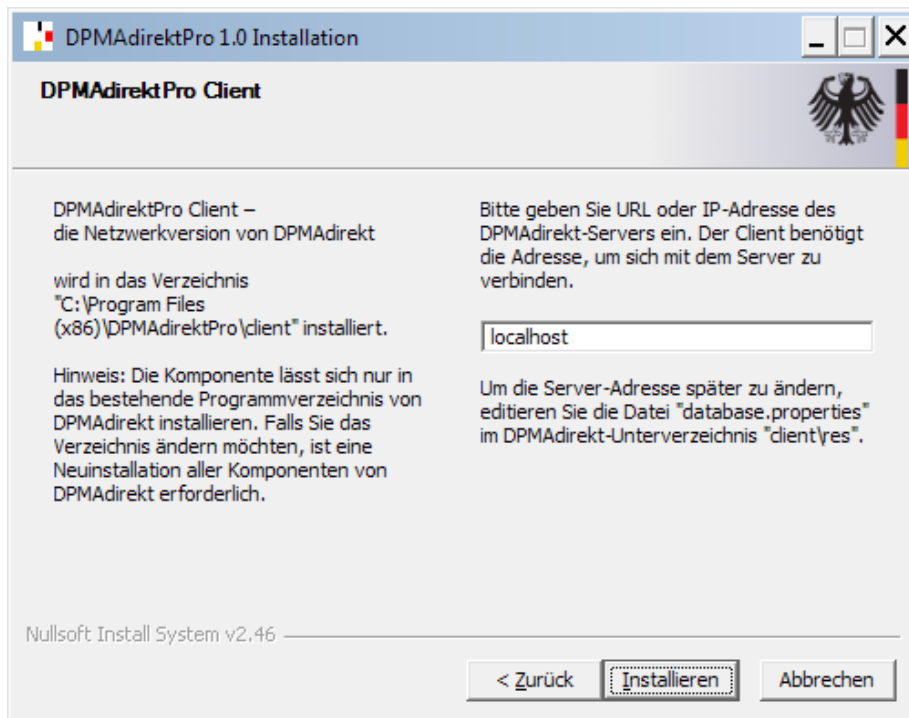 DPMAdirektPro 1.0 Installation
DPMAdirektPro Client
DPMAdirektPro Client –
die Netzwerkversion von DPMAdirekt
wird in das Verzeichnis
"C:\Program Files
(x86)\DPMAdirektPro\client" installiert.
Hinweis: Die Komponente lässt sich nur in
das bestehende Programmverzeichnis von
DPMAdirekt installieren. Falls Sie das
Verzeichnis ändern möchten, ist eine
Neuinstallation aller Komponenten von
DPMAdirekt erforderlich.
Bitte geben Sie URL oder IP-Adresse des
DPMAdirekt-Servers ein. Der Client benötigt
die Adresse, um sich mit dem Server zu
verbinden.
localhost
Um die Server-Adresse später zu ändern,
editieren Sie die Datei "database.properties"
im DPMAdirekt-Unterverzeichnis "client\res".
Nullsoft Install System v2.46
< Zurück
Installieren
Abbrechen